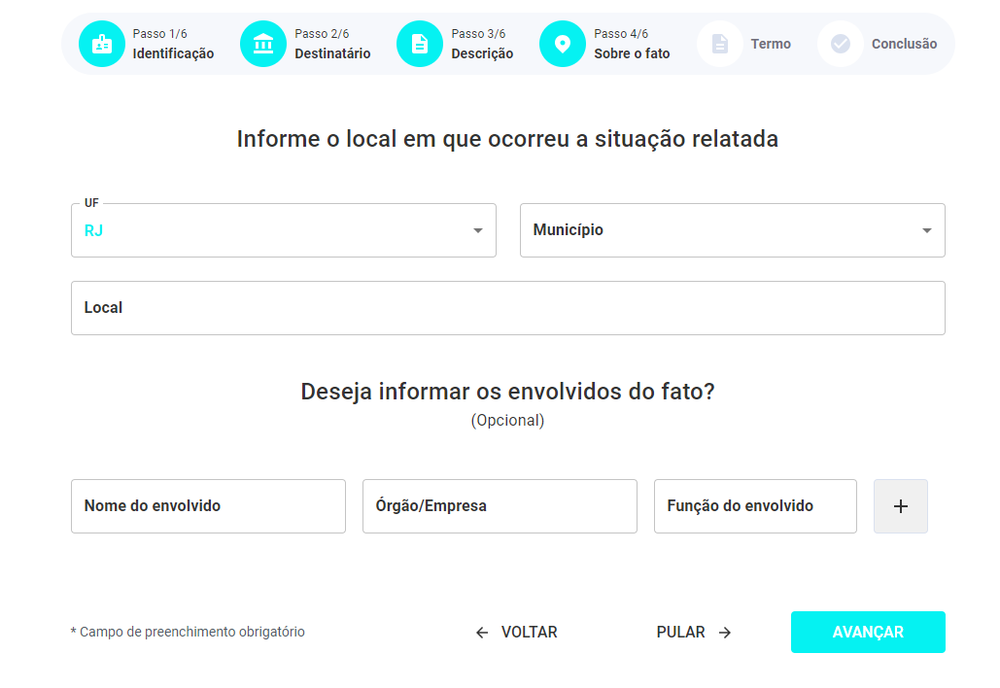 Passo 1/6
Identificação
Passo 2/6
Destinatário
Passo 3/6
Descrição
Passo 4/6
Sobre o fato
Termo
Conclusão
Informe o local em que ocorreu a situação relatada
UF
RJ
Município
Local
Deseja informar os envolvidos do fato?
(Opcional)
Nome do envolvido
Órgão/Empresa
Função do envolvido
+
* Campo de preenchimento obrigatório
← VOLTAR
PULAR →
AVANÇAR